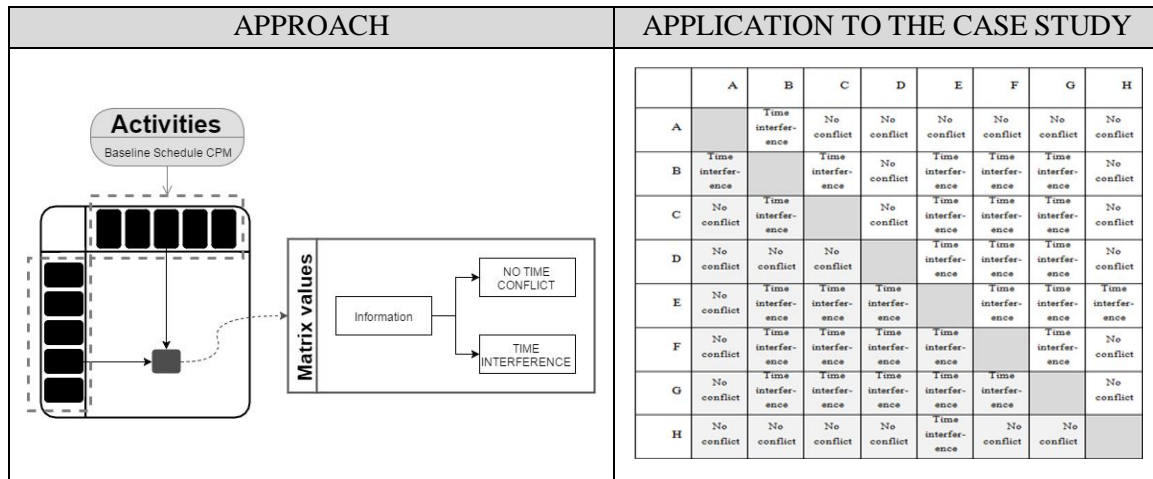 APPROACH
APPLICATION TO THE CASE STUDY
Activities
Baseline Schedule CPM
Matrix values
Information
NO TIME
CONFLICT
TIME
INTERFERENCE
A B C D E F G H
A Time interfer-ence No conflict No conflict No conflict No conflict No conflict No conflict
B Time interfer-ence Time interfer-ence No conflict Time interfer-ence Time interfer-ence Time interfer-ence No conflict
C No conflict Time interfer-ence No conflict Time interfer-ence Time interfer-ence Time interfer-ence No conflict
D No conflict No conflict No conflict Time interfer-ence Time interfer-ence Time interfer-ence No conflict
E No conflict Time interfer-ence Time interfer-ence Time interfer-ence Time interfer-ence Time interfer-ence Time interfer-ence
F No conflict Time interfer-ence Time interfer-ence Time interfer-ence Time interfer-ence Time interfer-ence No conflict
G No conflict Time interfer-ence Time interfer-ence Time interfer-ence Time interfer-ence Time interfer-ence No conflict
H No conflict No conflict No conflict No conflict Time interfer-ence No conflict No conflict